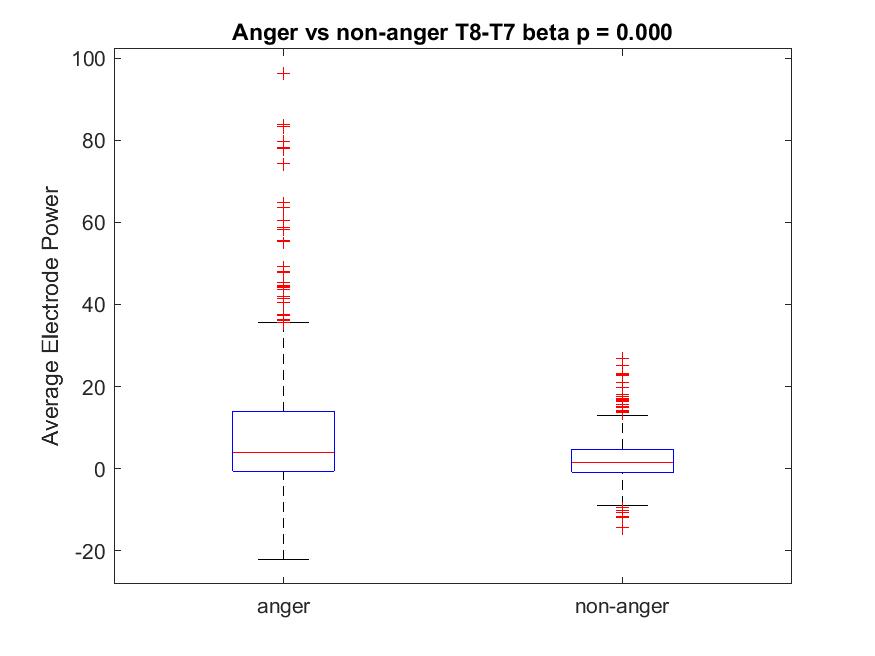 Anger vs non-anger T8-T7 beta p = 0.000
Average Electrode Power
100
80
60
40
20
0
-20
anger
non-anger